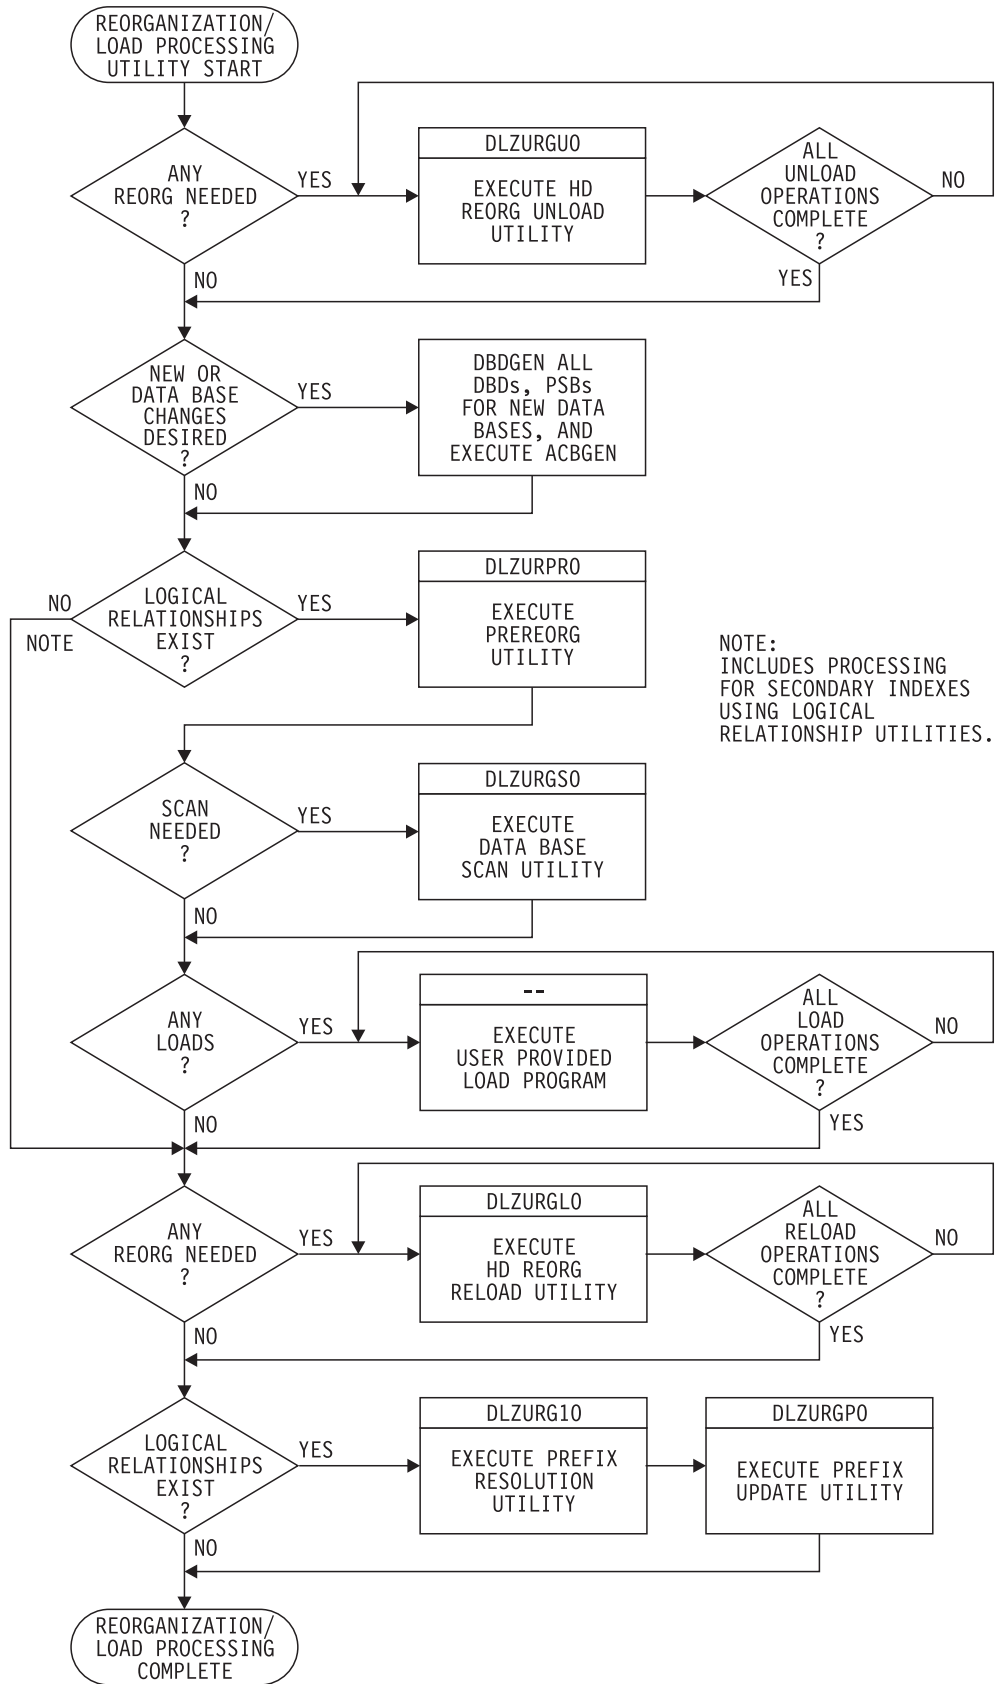 REORGANIZATION/
LOAD PROCESSING
UTILITY START
ANY
REORG NEEDED
?
YES
NO
DLZURGU0
EXECUTE HD
REORG UNLOAD
UTILITY
ALL
UNLOAD
OPERATIONS
COMPLETE
?
NO
YES
NEW OR
DATA BASE
CHANGES
DESIRED
?
YES
NO
DBDGEN ALL
DBDs, PSBs
FOR NEW DATA
BASES, AND
EXECUTE ACBGEN
LOGICAL
RELATIONSHIPS
EXIST
?
NO
NOTE
YES
DLZURPR0
EXECUTE
PREREORG
UTILITY
NOTE:
INCLUDES PROCESSING
FOR SECONDARY INDEXES
USING LOGICAL
RELATIONSHIP UTILITIES.
SCAN
NEEDED
?
YES
NO
DLZURGS0
EXECUTE
DATA BASE
SCAN UTILITY
ANY
LOADS
?
YES
NO
--
EXECUTE
USER PROVIDED
LOAD PROGRAM
ALL
LOAD
OPERATIONS
COMPLETE
?
NO
YES
ANY
REORG NEEDED
?
YES
NO
DLZURGL0
EXECUTE
HD REORG
RELOAD UTILITY
ALL
RELOAD
OPERATIONS
COMPLETE
?
NO
YES
LOGICAL
RELATIONSHIPS
EXIST
?
YES
NO
DLZURG10
EXECUTE PREFIX
RESOLUTION
UTILITY
DLZURGP0
EXECUTE PREFIX
UPDATE UTILITY
REORGANIZATION/
LOAD PROCESSING
COMPLETE